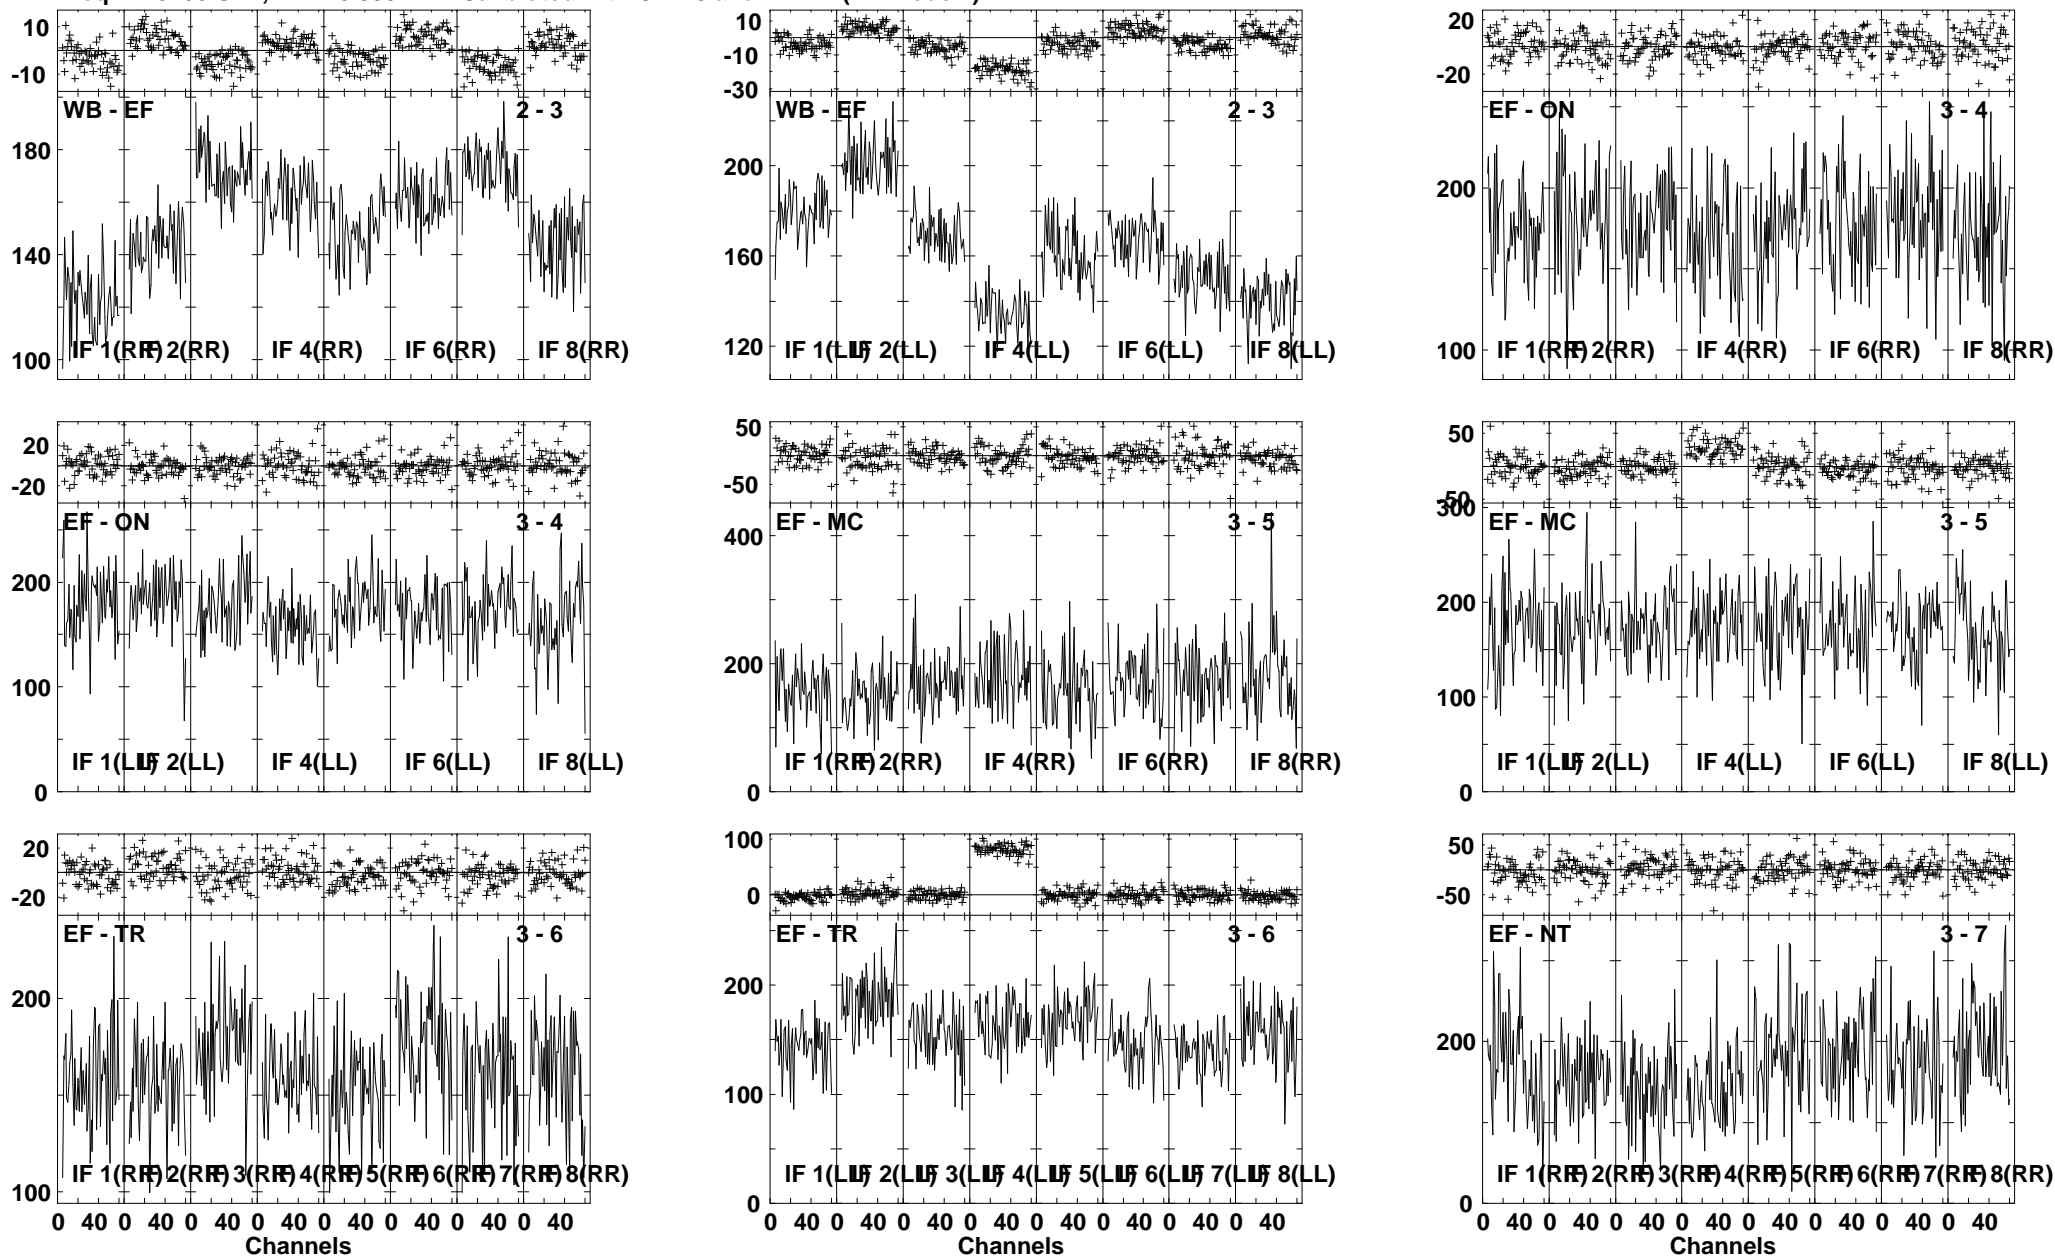 10
-10
WB - EF 2 - 3
180
140
100
IF 1(RR) IF 2(RR) IF 4(RR) IF 6(RR) IF 8(RR)
10
-10
-30
WB - EF 2 - 3
200
160
120
IF 1(LL) IF 2(LL) IF 4(LL) IF 6(LL) IF 8(LL)
20
-20
EF - ON 3 - 4
200
100
IF 1(RR) IF 2(RR) IF 4(RR) IF 6(RR) IF 8(RR)
20
-20
EF - ON 3 - 4
200
100
0
IF 1(LL) IF 2(LL) IF 4(LL) IF 6(LL) IF 8(LL)
50
-50
EF - MC 3 - 5
400
200
0
IF 1(RR) IF 2(RR) IF 4(RR) IF 6(RR) IF 8(RR)
50
-50
300
EF - MC 3 - 5
200
100
0
IF 1(LL) IF 2(LL) IF 4(LL) IF 6(LL) IF 8(LL)
20
-20
EF - TR 3 - 6
200
100
IF 1(RR) IF 2(RR) IF 3(RR) IF 4(RR) IF 5(RR) IF 6(RR) IF 7(RR) IF 8(RR)
0 40 0 40 0 40 0 40 0 40 0 40 0 40 0 40
Channels
100
0
EF - TR 3 - 6
200
100
0
IF 1(LL) IF 2(LL) IF 3(LL) IF 4(LL) IF 5(LL) IF 6(LL) IF 7(LL) IF 8(LL)
0 40 0 40 0 40 0 40 0 40 0 40 0 40 0 40
Channels
50
-50
EF - NT 3 - 7
200
0
IF 1(RR) IF 2(RR) IF 3(RR) IF 4(RR) IF 5(RR) IF 6(RR) IF 7(RR) IF 8(RR)
0 40 0 40 0 40 0 40 0 40 0 40 0 40 0 40
Channels